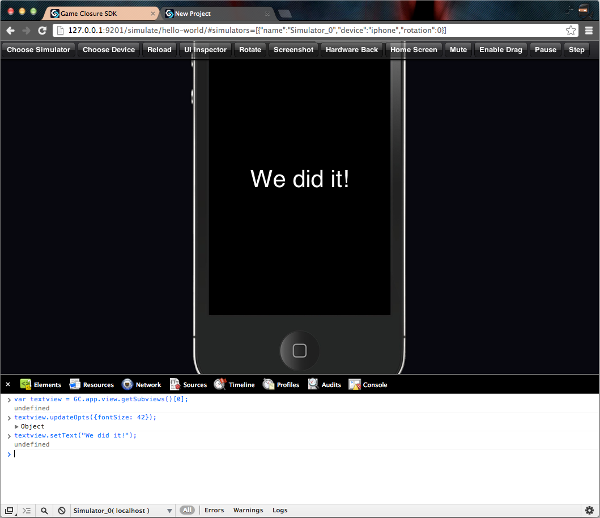 Game Closure SDK
New Project
127.0.0.1:9201/simulate/hello-world/#simulators=[{"name":"Simulator_0","device":"iphone","rotation":0}]
Choose Simulator Choose Device Reload UI Inspector Rotate Screenshot Hardware Back Home Screen Mute Enable Drag Pause Step
We did it!
Elements Resources Network Sources Timeline Profiles Audits Console
var textview = GC.app.view.getSubviews()[0];
undefined
textview.updateOpts({fontSize: 42});
Object
textview.setText("We did it!");
undefined
Simulator_0( localhost ) All Errors Warnings Logs